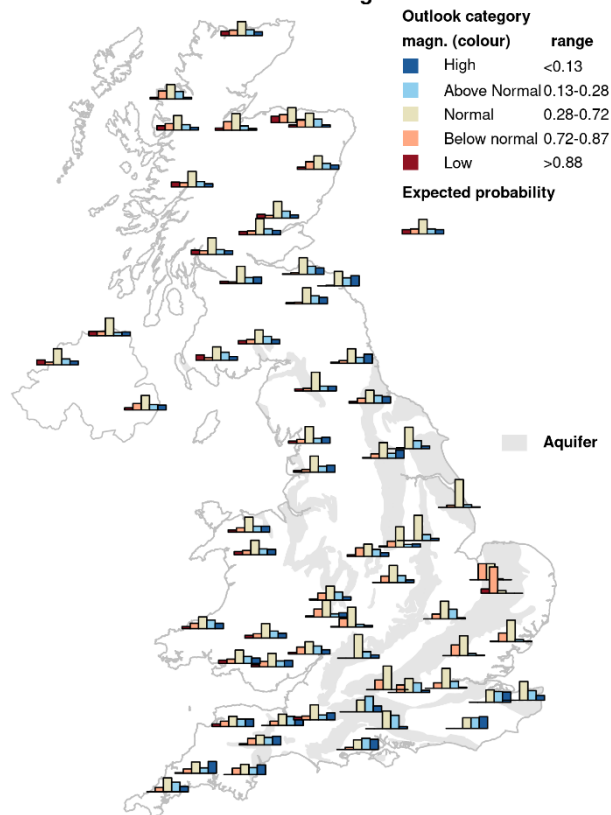 Outlook category
magn. (colour) range
High <0.13
Above Normal 0.13-0.28
Normal 0.28-0.72
Below normal 0.72-0.87
Low >0.88
Expected probability
Aquifer